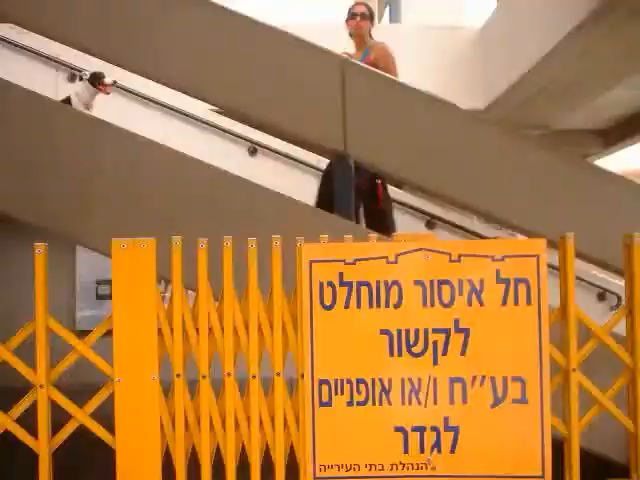 חל איסור מוחלט
לקשור
בע״ח ו/או אופניים
לגדר
הנהלת בתי העירייה